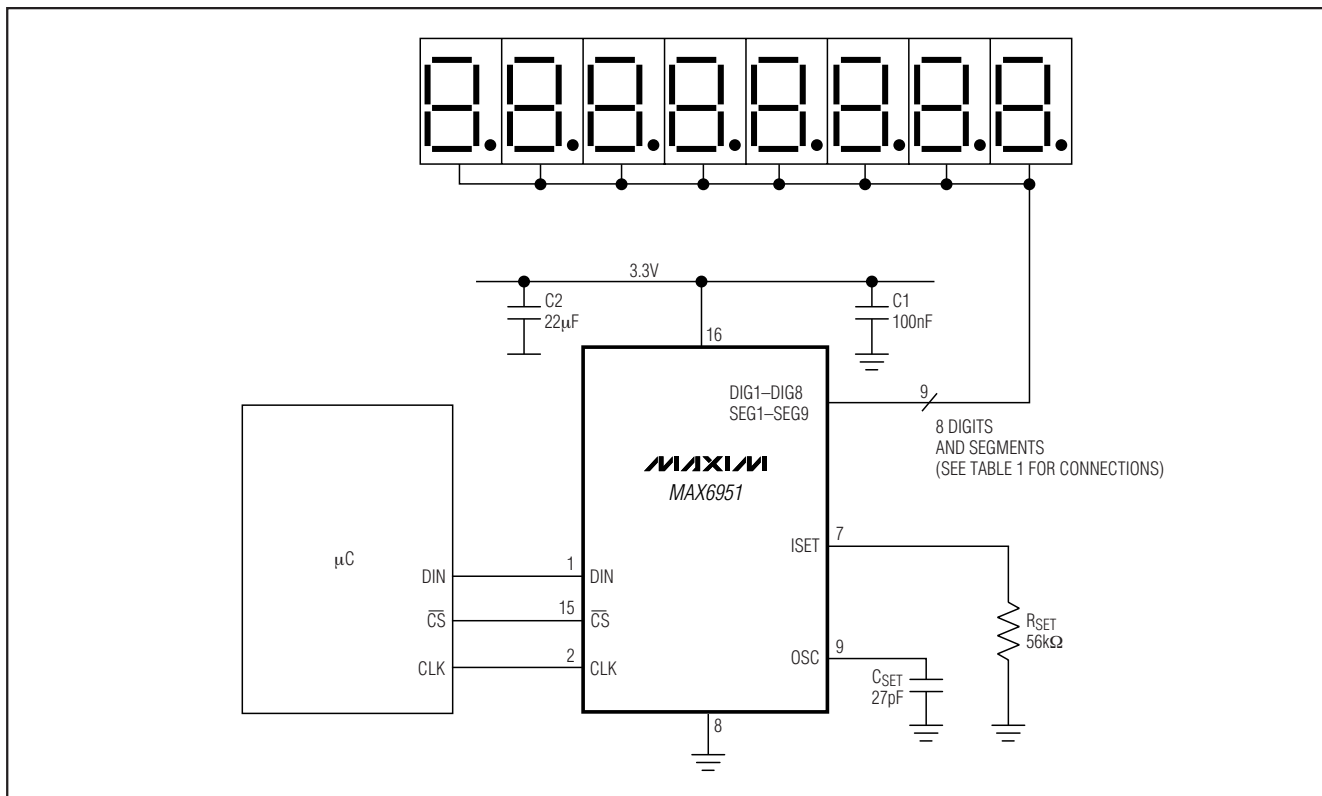 3.3V
C2
22μF
C1
100nF
16
DIG1–DIG8
SEG1–SEG9
9
8 DIGITS
AND SEGMENTS
(SEE TABLE 1 FOR CONNECTIONS)
MAXIM
MAX6951
μC
ISET
7
DIN
1
DIN
CS
15
CS
RSET
56kΩ
CLK
2
CLK
OSC
9
CSET
27pF
8